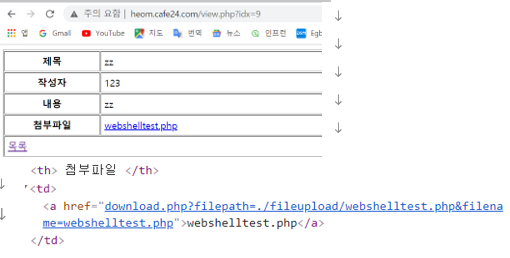 주의 요함 | heom.cafe24.com/view.php?idx=9
앱 Gmail YouTube 지도 번역 뉴스 인프런 Egb
제목 zz
작성자 123
내용 zz
첨부파일 webshelltest.php
목록
<th> 첨부파일 </th>
<td>
<a href="download.php?filepath=./fileupload/webshelltest.php&filena
me=webshelltest.php">webshelltest.php</a>
</td>